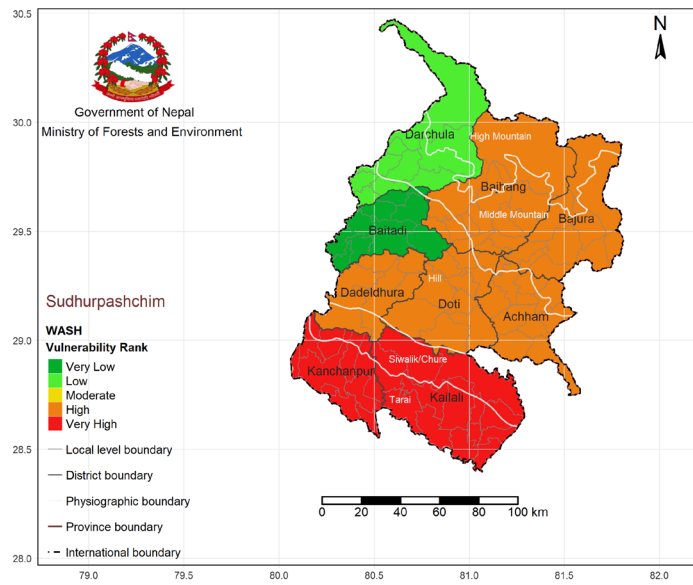 30.5
30.0
29.5
29.0
28.5
28.0
79.0
79.5
80.0
80.5
81.0
81.5
82.0
N
Government of Nepal
Ministry of Forests and Environment
Darchula
High Mountain
Bajhang
Middle Mountain
Bajura
Baitadi
Hill
Dadeldhura
Doti
Achham
Siwalik/Chure
Kanchanpur
Tarai
Kailali
Sudhurpashchim
WASH
Vulnerability Rank
Very Low
Low
Moderate
High
Very High
Local level boundary
District boundary
Physiographic boundary
Province boundary
International boundary
0 20 40 60 80 100 km